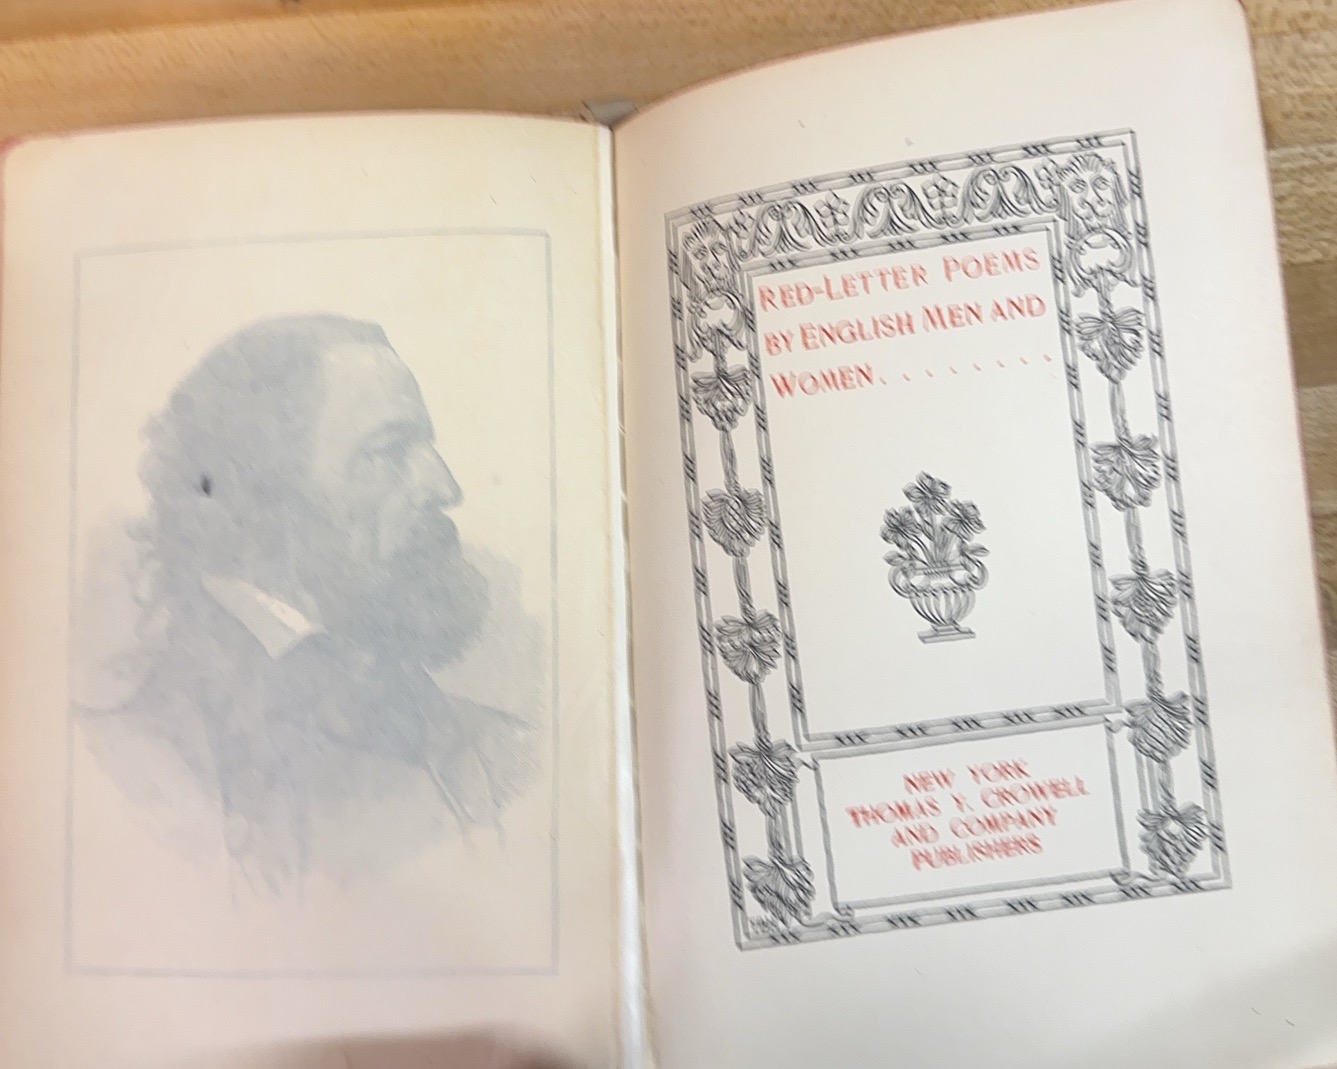 RED-LETTER POEMS
BY ENGLISH MEN AND
WOMEN. . . . . . . .
NEW YORK
THOMAS Y. CROWELL
AND COMPANY
PUBLISHERS